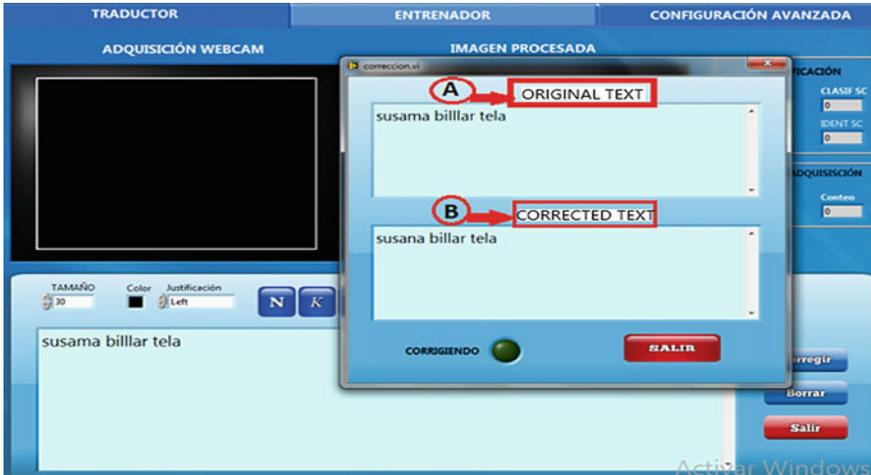 TRADUCTOR
ENTRENADOR
CONFIGURACIÓN AVANZADA
ADQUISICIÓN WEBCAM
IMAGEN PROCESADA
correccion.vi
A
ORIGINAL TEXT
susama billlar tela
B
CORRECTED TEXT
susana billar tela
CORRIGIENDO
SALIR
CLASIF SC
0
IDENT SC
0
Conteo
0
TAMAÑO
30
Color
Justificación
Left
N
K
susama billlar tela
Borrar
Salir
Activar Windows